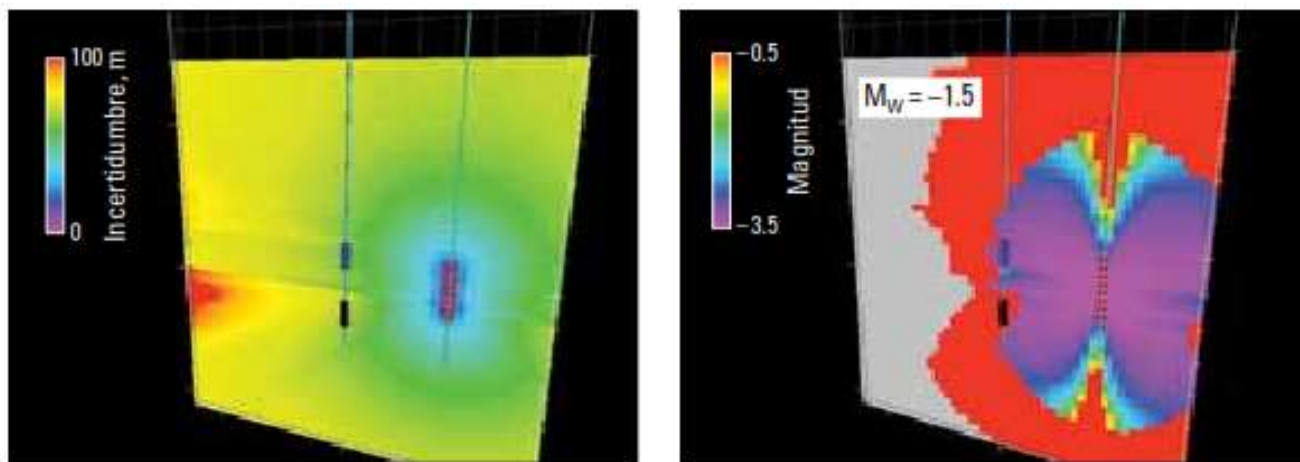 100
Incertidumbre, m
0
−0.5
Magnitud
−3.5
M_W = −1.5